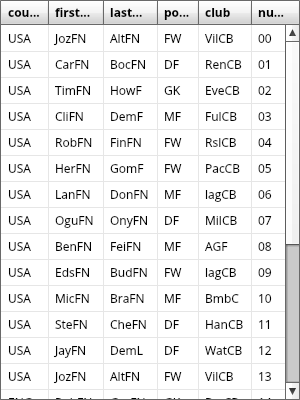 cou... first... last... po... club nu...
USA JozFN AltFN FW VilCB 00
USA CarFN BocFN DF RenCB 01
USA TimFN HowF GK EveCB 02
USA CliFN DemF MF FulCB 03
USA RobFN FinFN FW RslCB 04
USA HerFN GomF FW PacCB 05
USA LanFN DonFN MF lagCB 06
USA OguFN OnyFN DF MilCB 07
USA BenFN FeiFN MF AGF 08
USA EdsFN BudFN FW lagCB 09
USA MicFN BraFN MF BmbC 10
USA SteFN CheFN DF HanCB 11
USA JayFN DemL DF WatCB 12
USA JozFN AltFN FW VilCB 13